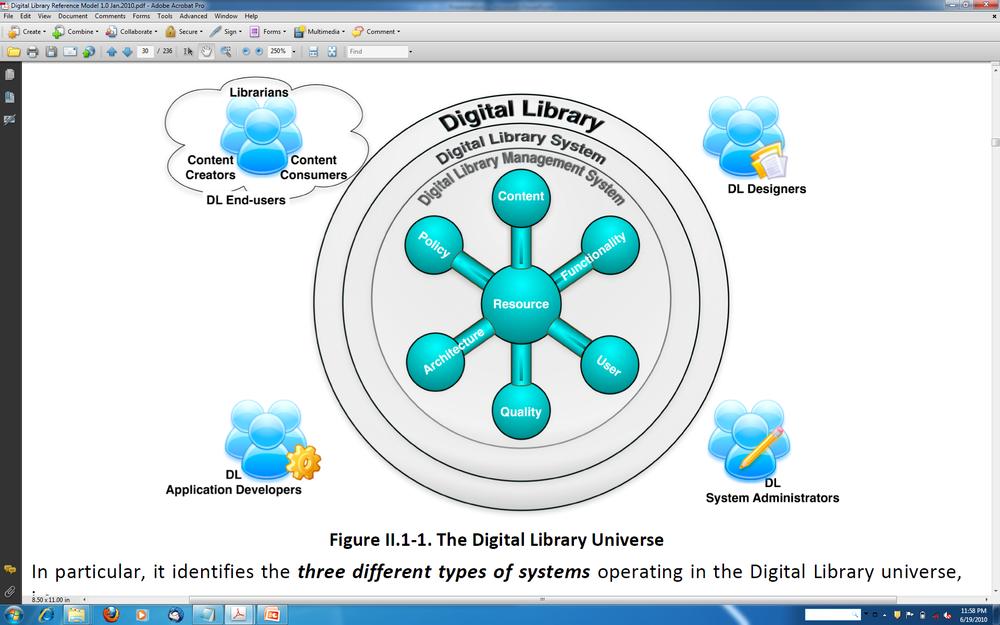 Digital Library Reference Model 1.0 Jan.2010.pdf - Adobe Acrobat Pro
File Edit View Document Comments Forms Tools Advanced Window Help
Create Combine Collaborate Secure Sign Forms Multimedia Comment
30 / 236 250% Find
Librarians
Content Creators
Content Consumers
DL End-users
Digital Library
Digital Library System
Digital Library Management System
DL Designers
Content
Policy
Functionality
Resource
Architecture
User
Quality
DL
Application Developers
DL
System Administrators
Figure II.1-1. The Digital Library Universe
In particular, it identifies the three different types of systems operating in the Digital Library universe,
8.50 x 11.00 in
11:58 PM
6/19/2010